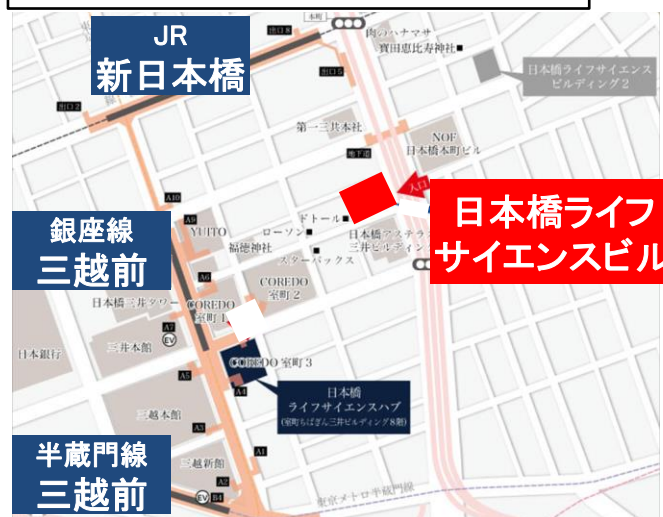 本町
出口8
肉のハナマサ
寶田恵比寿神社
JR
新日本橋
出口5
日本橋ライフサイエンス
ビルディング2
出口2
第一三共本社
NOF
日本橋本町ビル
地下道
入口
A10
日本橋ライフ
サイエンスビル
銀座線
三越前
A9
YUITO
ドトール
ローソン
福徳神社
スターバックス
日本橋アステラス
三井ビルディング
A6
COREDO
室町2
日本橋三井タワー
COREDO
室町1
A7
EV
三井本館
日本銀行
COREDO 室町3
A5
A4
日本橋
ライフサイエンスハブ
(室町ちばぎん三井ビルディング8階)
三越本館
A3
A1
半蔵門線
三越前
三越新館
A2
EV
B4
東京メトロ半蔵門線